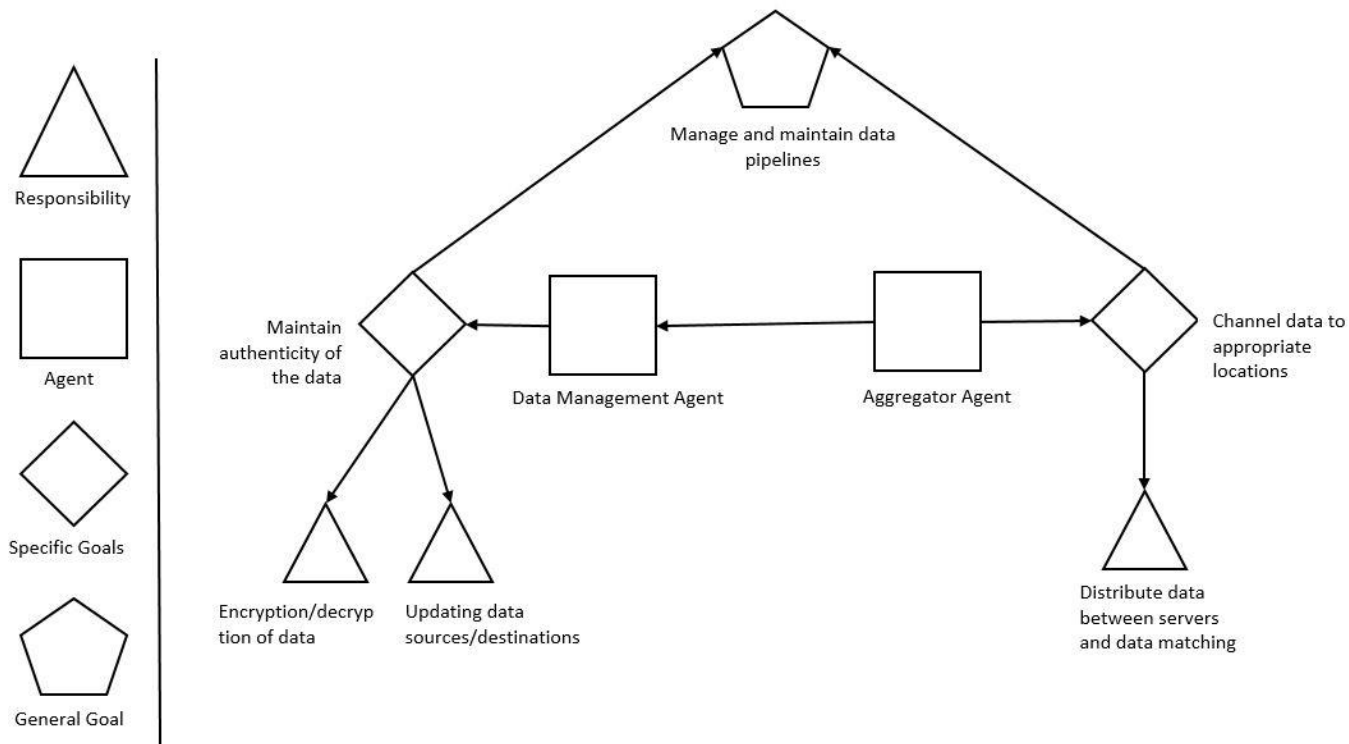 Responsibility
Agent
Specific Goals
General Goal
Manage and maintain data
pipelines
Maintain
authenticity of
the data
Data Management Agent
Aggregator Agent
Channel data to
appropriate
locations
Encryption/decryp
tion of data
Updating data
sources/destinations
Distribute data
between servers
and data matching